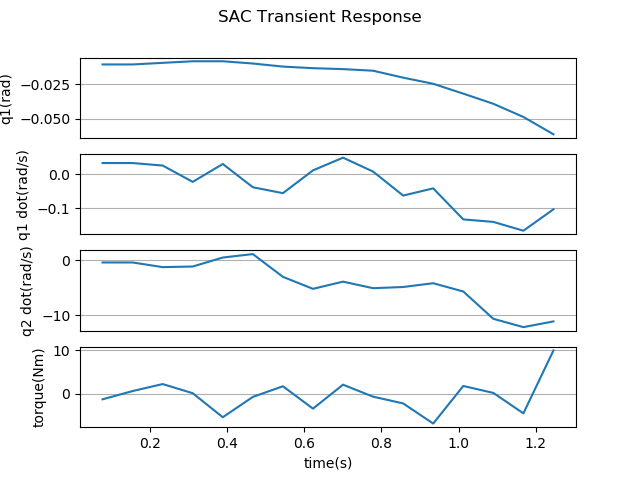 SAC Transient Response
q1(rad)
−0.025
−0.050
q1 dot(rad/s)
0.0
−0.1
q2 dot(rad/s)
0
−10
torque(Nm)
10
0
0.2 0.4 0.6 0.8 1.0 1.2
time(s)